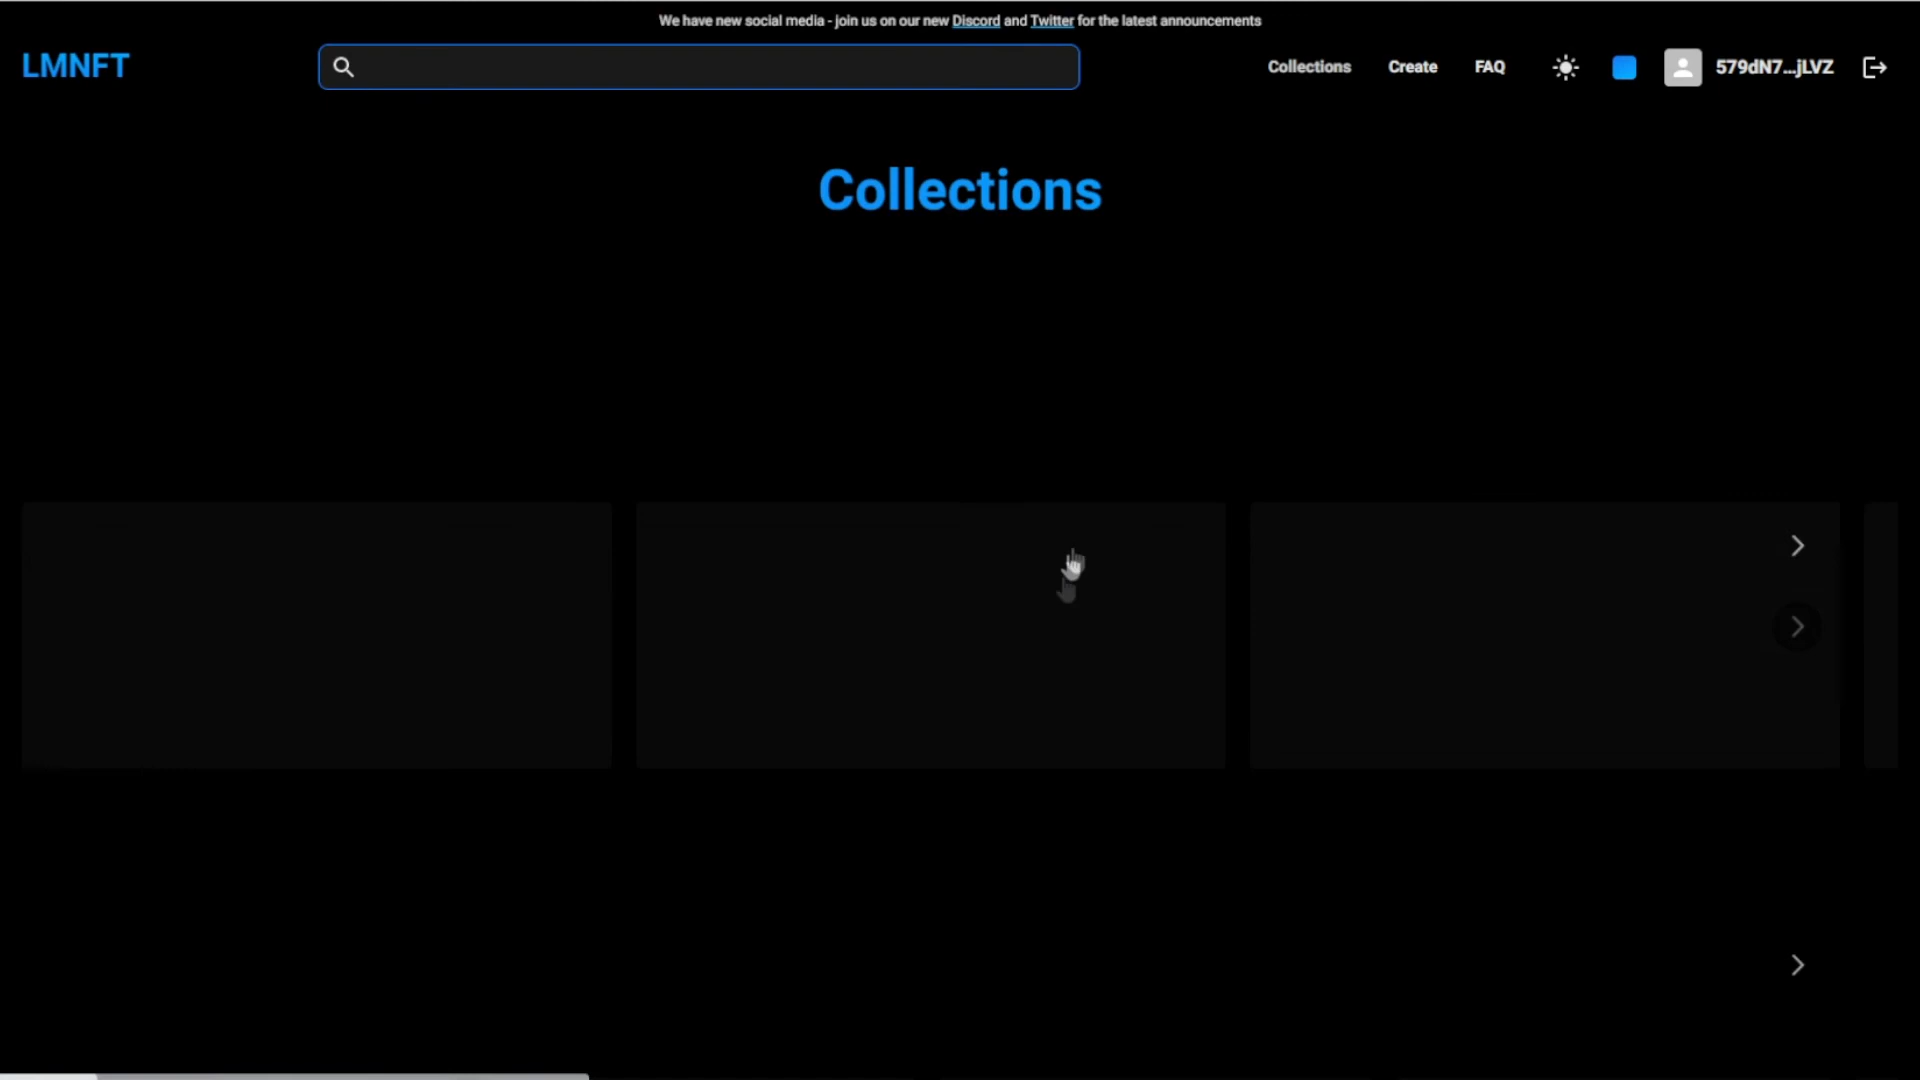 We have new social media - join us on our new Discord and Twitter for the latest announcements
LMNFT
Collections
Create
FAQ
579dN7...jLVZ
Collections